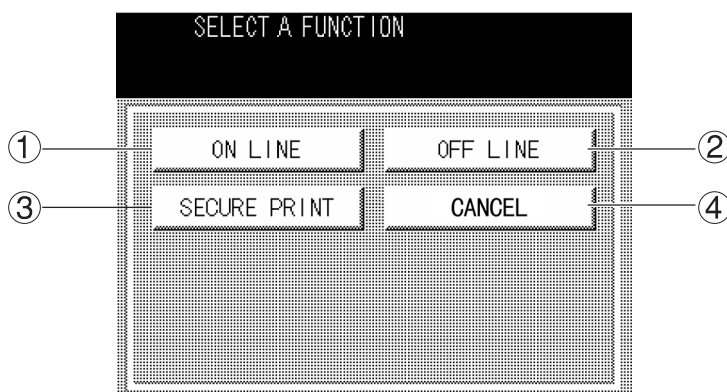 SELECT A FUNCTION
① ON LINE OFF LINE ②
③ SECURE PRINT CANCEL ④